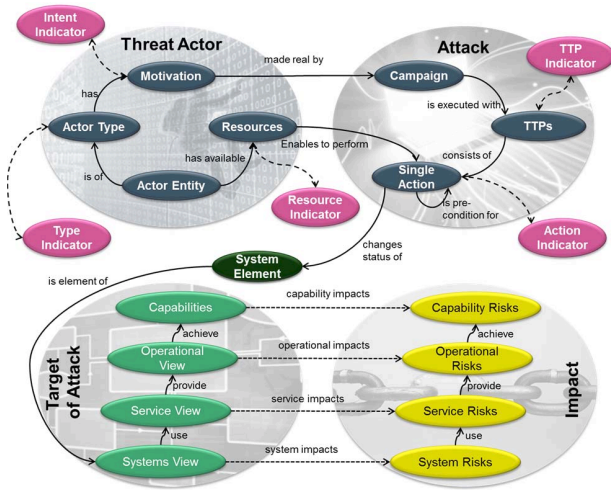 Intent
Indicator
Threat Actor
Attack
made real by
Motivation
Campaign
TTP
Indicator
has
is executed with
Actor Type
Resources
TTPs
Enables to perform
has available
consists of
is of
Actor Entity
Single
Action
Resource
Indicator
is pre-
condition for
Type
Indicator
Action
Indicator
changes
status of
System
Element
is element of
Capabilities
capability impacts
Capability Risks
achieve
achieve
Operational
View
operational impacts
Operational
Risks
Target
of Attack
provide
provide
Impact
Service View
service impacts
Service Risks
use
use
Systems View
system impacts
System Risks